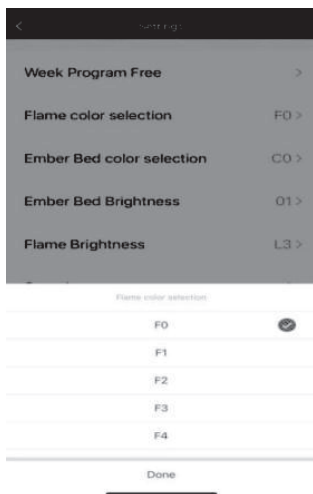 Settings
Week Program Free >
Flame color selection F0 >
Ember Bed color selection C0 >
Ember Bed Brightness 01 >
Flame Brightness L3 >
Flame color selection
F0
F1
F2
F3
F4
Done